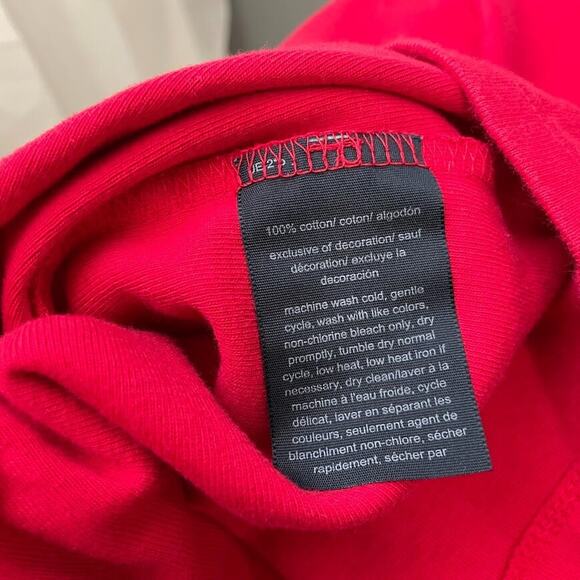 100% cotton/ coton/ algodón
exclusive of decoration/ sauf
décoration/ excluye la
decoración
machine wash cold, gentle
cycle, wash with like colors,
non-chlorine bleach only, dry
promptly, tumble dry normal
cycle, low heat, low heat iron if
necessary, dry clean/laver à la
machine à l'eau froide, cycle
délicat, laver en séparant les
couleurs, seulement agent de
blanchlment non-chlore, sécher
rapidement, sécher par